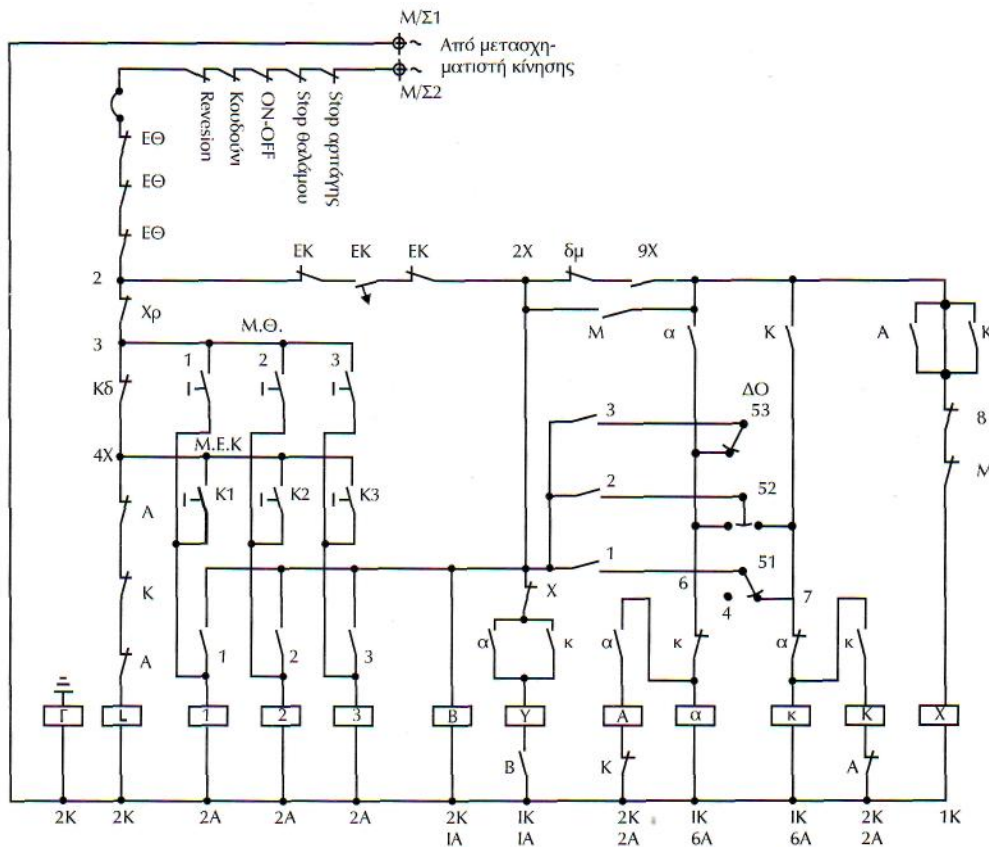 Μ/Σ1
Από μετασχη-
ματιστή κίνησης
Μ/Σ2
Revesion
Κουδούνι
ON-OFF
Stop θαλάμου
Stop αρπάγης
ΕΘ
ΕΘ
ΕΘ
ΕΚ ΕΚ ΕΚ 2Χ δμ 9Χ
2
Χρ
Μ α Κ Α Κ
3 Μ.Θ.
1 2 3
Κδ
ΔΟ
3 53
8
4Χ Μ.Ε.Κ
Μ
Κ1 Κ2 Κ3
2 52
Λ
1 51
6
Χ 4 7
Κ
α κ α κ α κ
Α 1 2 3
Γ L 1 2 3 Β Υ Α α κ Κ Χ
Β Κ Α
2Κ 2Κ 2Α 2Α 2Α 2Κ 1Κ 2Κ 1Κ 1Κ 2Κ 1Κ
1Α 1Α 2Α 6Α 6Α 2Α